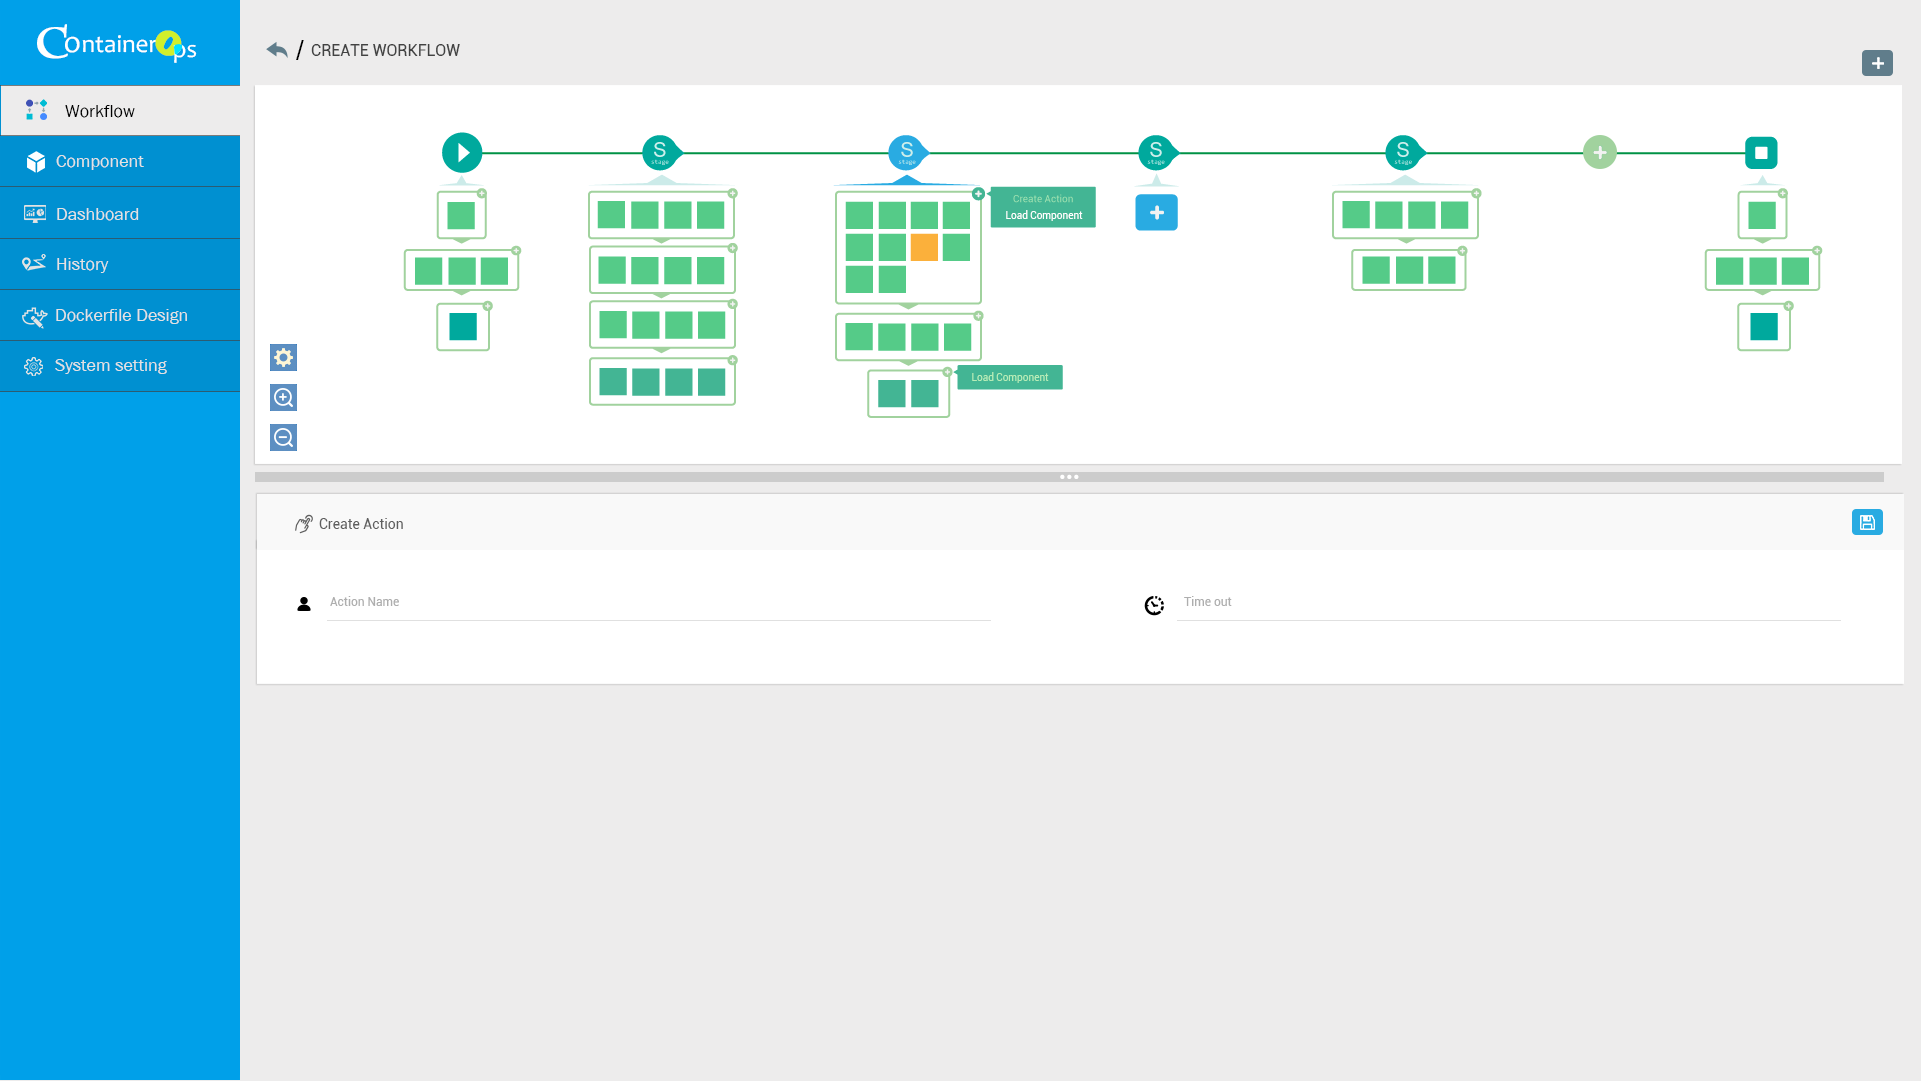 ContainerOps
/ CREATE WORKFLOW
Workflow
Component
Dashboard
History
Dockerfile Design
System setting
S
stage
S
stage
S
stage
S
stage
Create Action
Load Component
Load Component
Create Action
Action Name
Time out